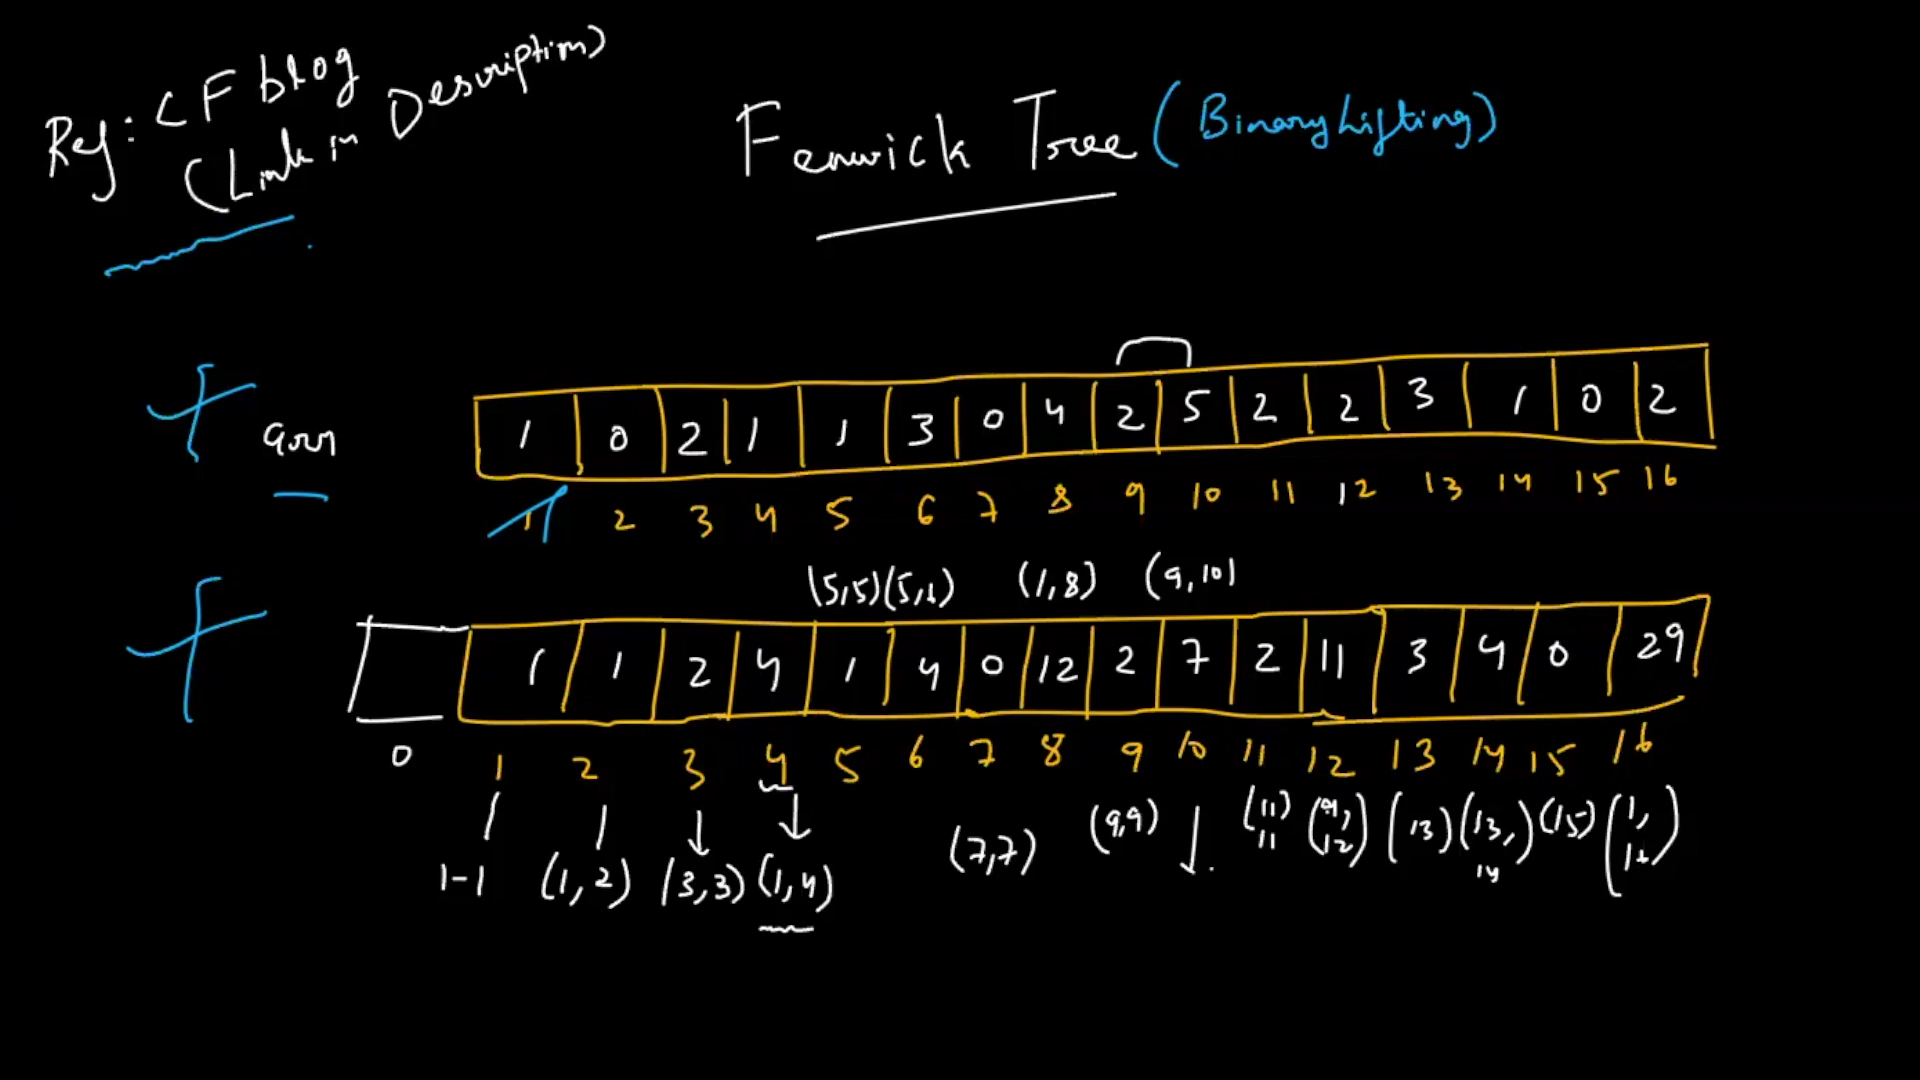 Ref: CF blog
(Link in Description)
Fenwick Tree (Binary Lifting)
arr
1 0 2 1 1 3 0 4 2 5 2 2 3 1 0 2
1 2 3 4 5 6 7 8 9 10 11 12 13 14 15 16
(5,5) (5,6) (1,8) (9,10)
1 1 2 4 1 4 0 12 2 7 2 11 3 4 0 29
0 1 2 3 4 5 6 7 8 9 10 11 12 13 14 15 16
1-1 (1,2) (3,3) (1,4) (7,7) (9,9) (11, 11) (9, 12) (13) (13, 14) (15) (1, 16)